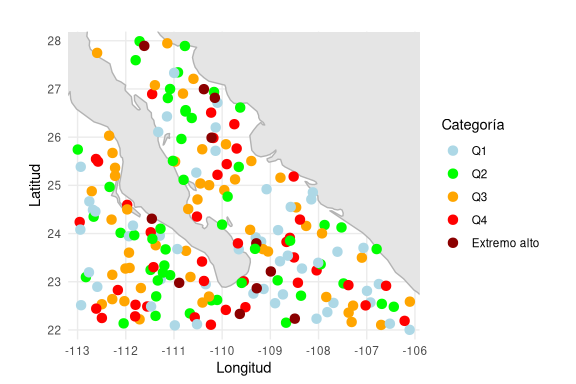 28
27
26
25
24
23
22
-113 -112 -111 -110 -109 -108 -107 -106
Longitud
Latitud
Categoría
Q1
Q2
Q3
Q4
Extremo alto